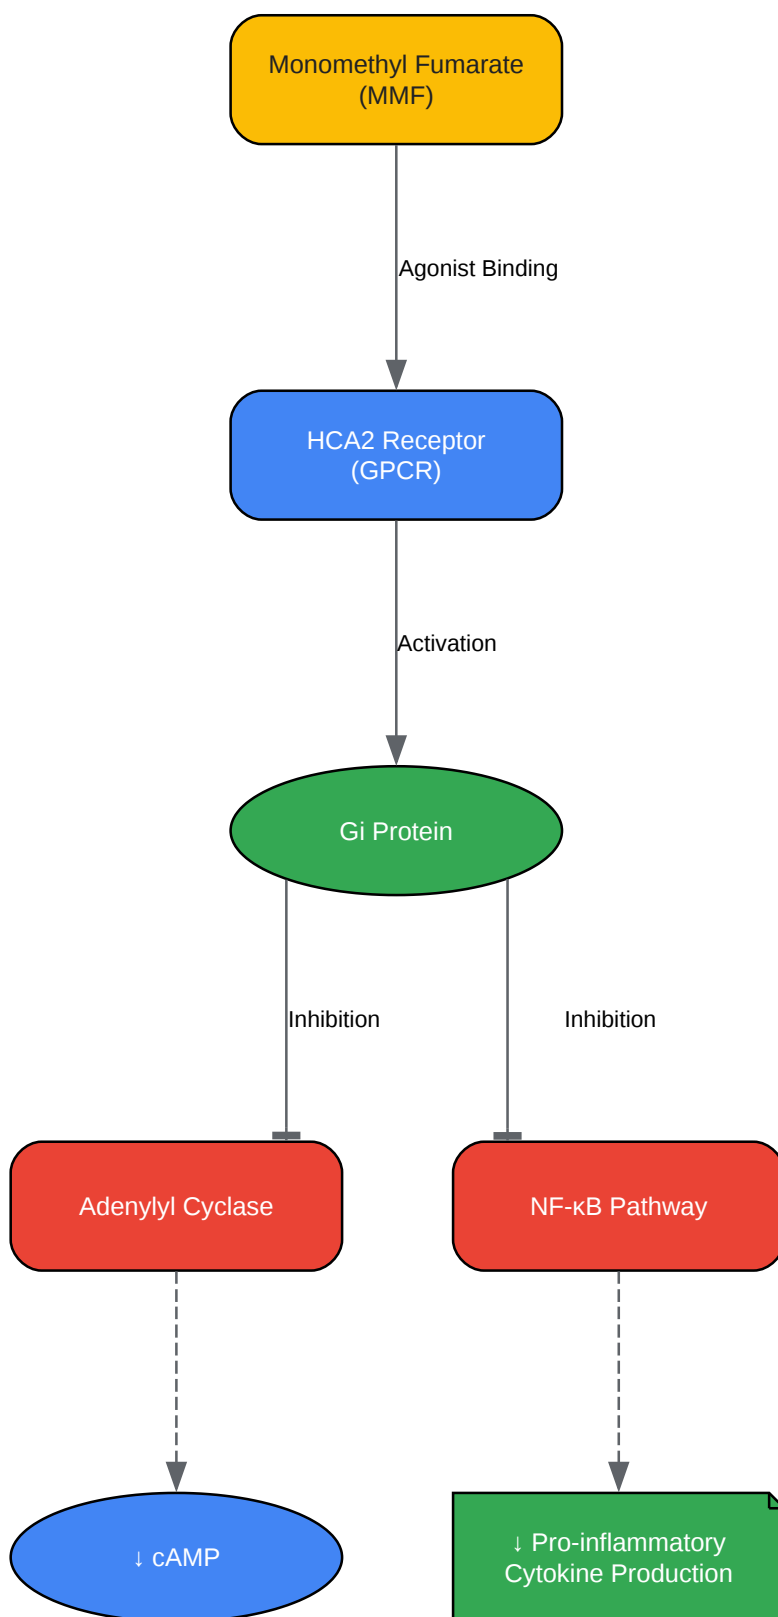 Monomethyl Fumarate
(MMF)
Agonist Binding
HCA2 Receptor
(GPCR)
Activation
Gi Protein
Inhibition
Inhibition
Adenylyl Cyclase
NF-κB Pathway
↓ cAMP
↓ Pro-inflammatory
Cytokine Production